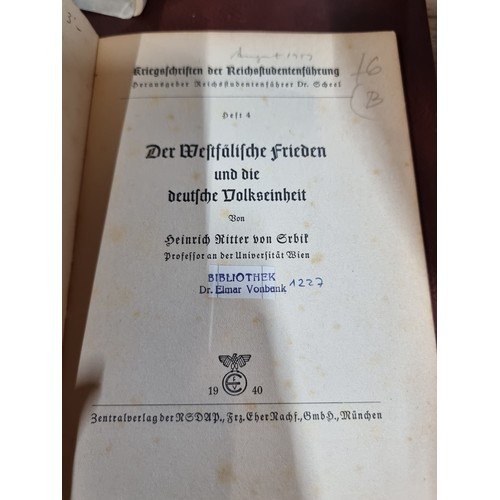 Kriegsschriften der Reichsstudentenführung
Herausgeber Reichsstudentenführer Dr. Scheel
Heft 4
Der Westfälische Frieden
und die
deutsche Volkseinheit
Von
Heinrich Ritter von Srbik
Professor an der Universität Wien
BIBLIOTHEK
Dr. Elmar Vonbank 1227
19 40
Zentralverlag der NSDAP., Frz. Eher Nachf., GmbH., München
16
B